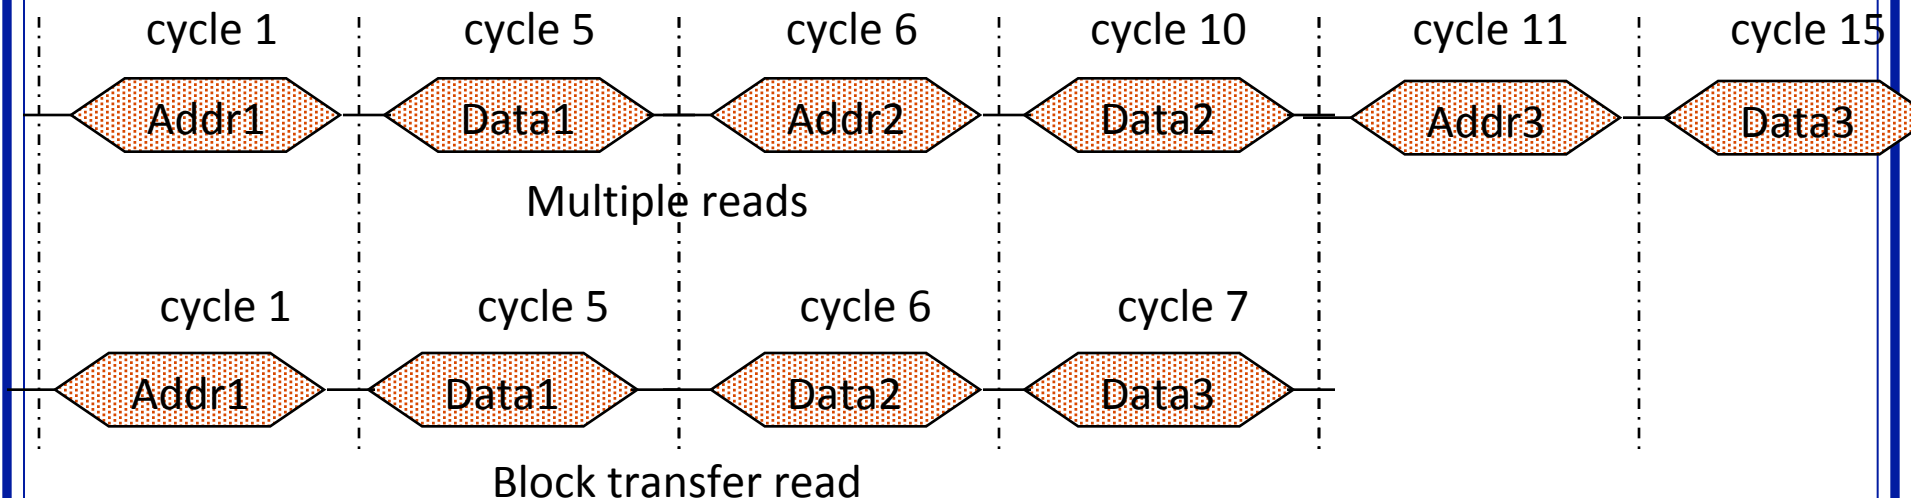 cycle 1 cycle 5 cycle 6 cycle 10 cycle 11 cycle 15
Addr1 Data1 Addr2 Data2 Addr3 Data3
Multiple reads
cycle 1 cycle 5 cycle 6 cycle 7
Addr1 Data1 Data2 Data3
Block transfer read